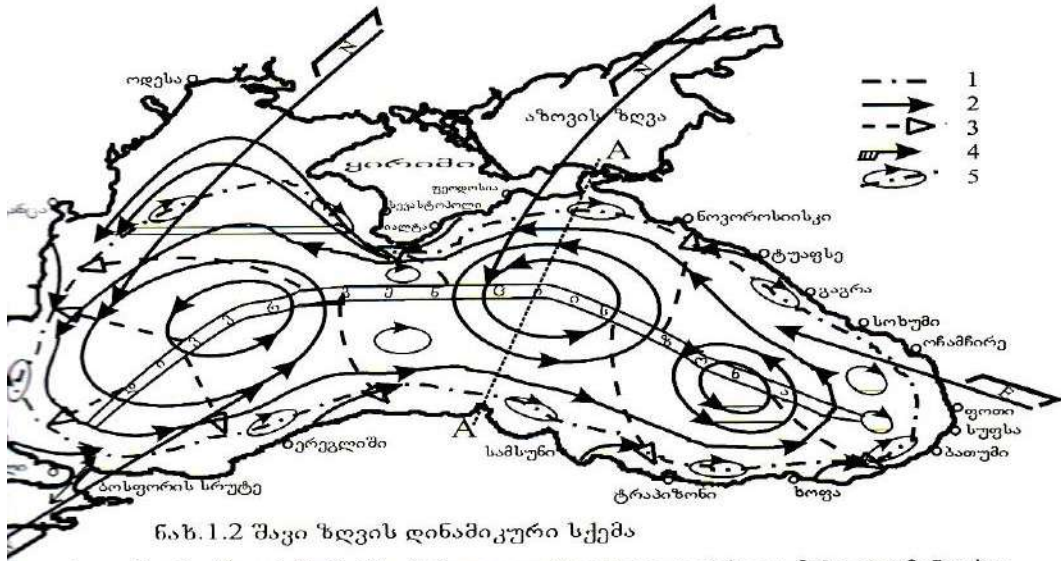 N
N
ოდესა
1
2
3
4
5
აზოვის ზღვა
A
ყირიმი
ფეოდოსია
სევასტოპოლი
იალტა
ნოვოროსიისკი
ტუაფსე
გაგრა
სოხუმი
ოჩამჩირე
E
ფოთი
სუფსა
ბათუმი
A
ერეგლიში
სამსუნი
ბოსფორის სრუტე
ტრაპიზონი
ხოფა
ნახ.1.2 შავი ზღვის დინამიკური სქემა